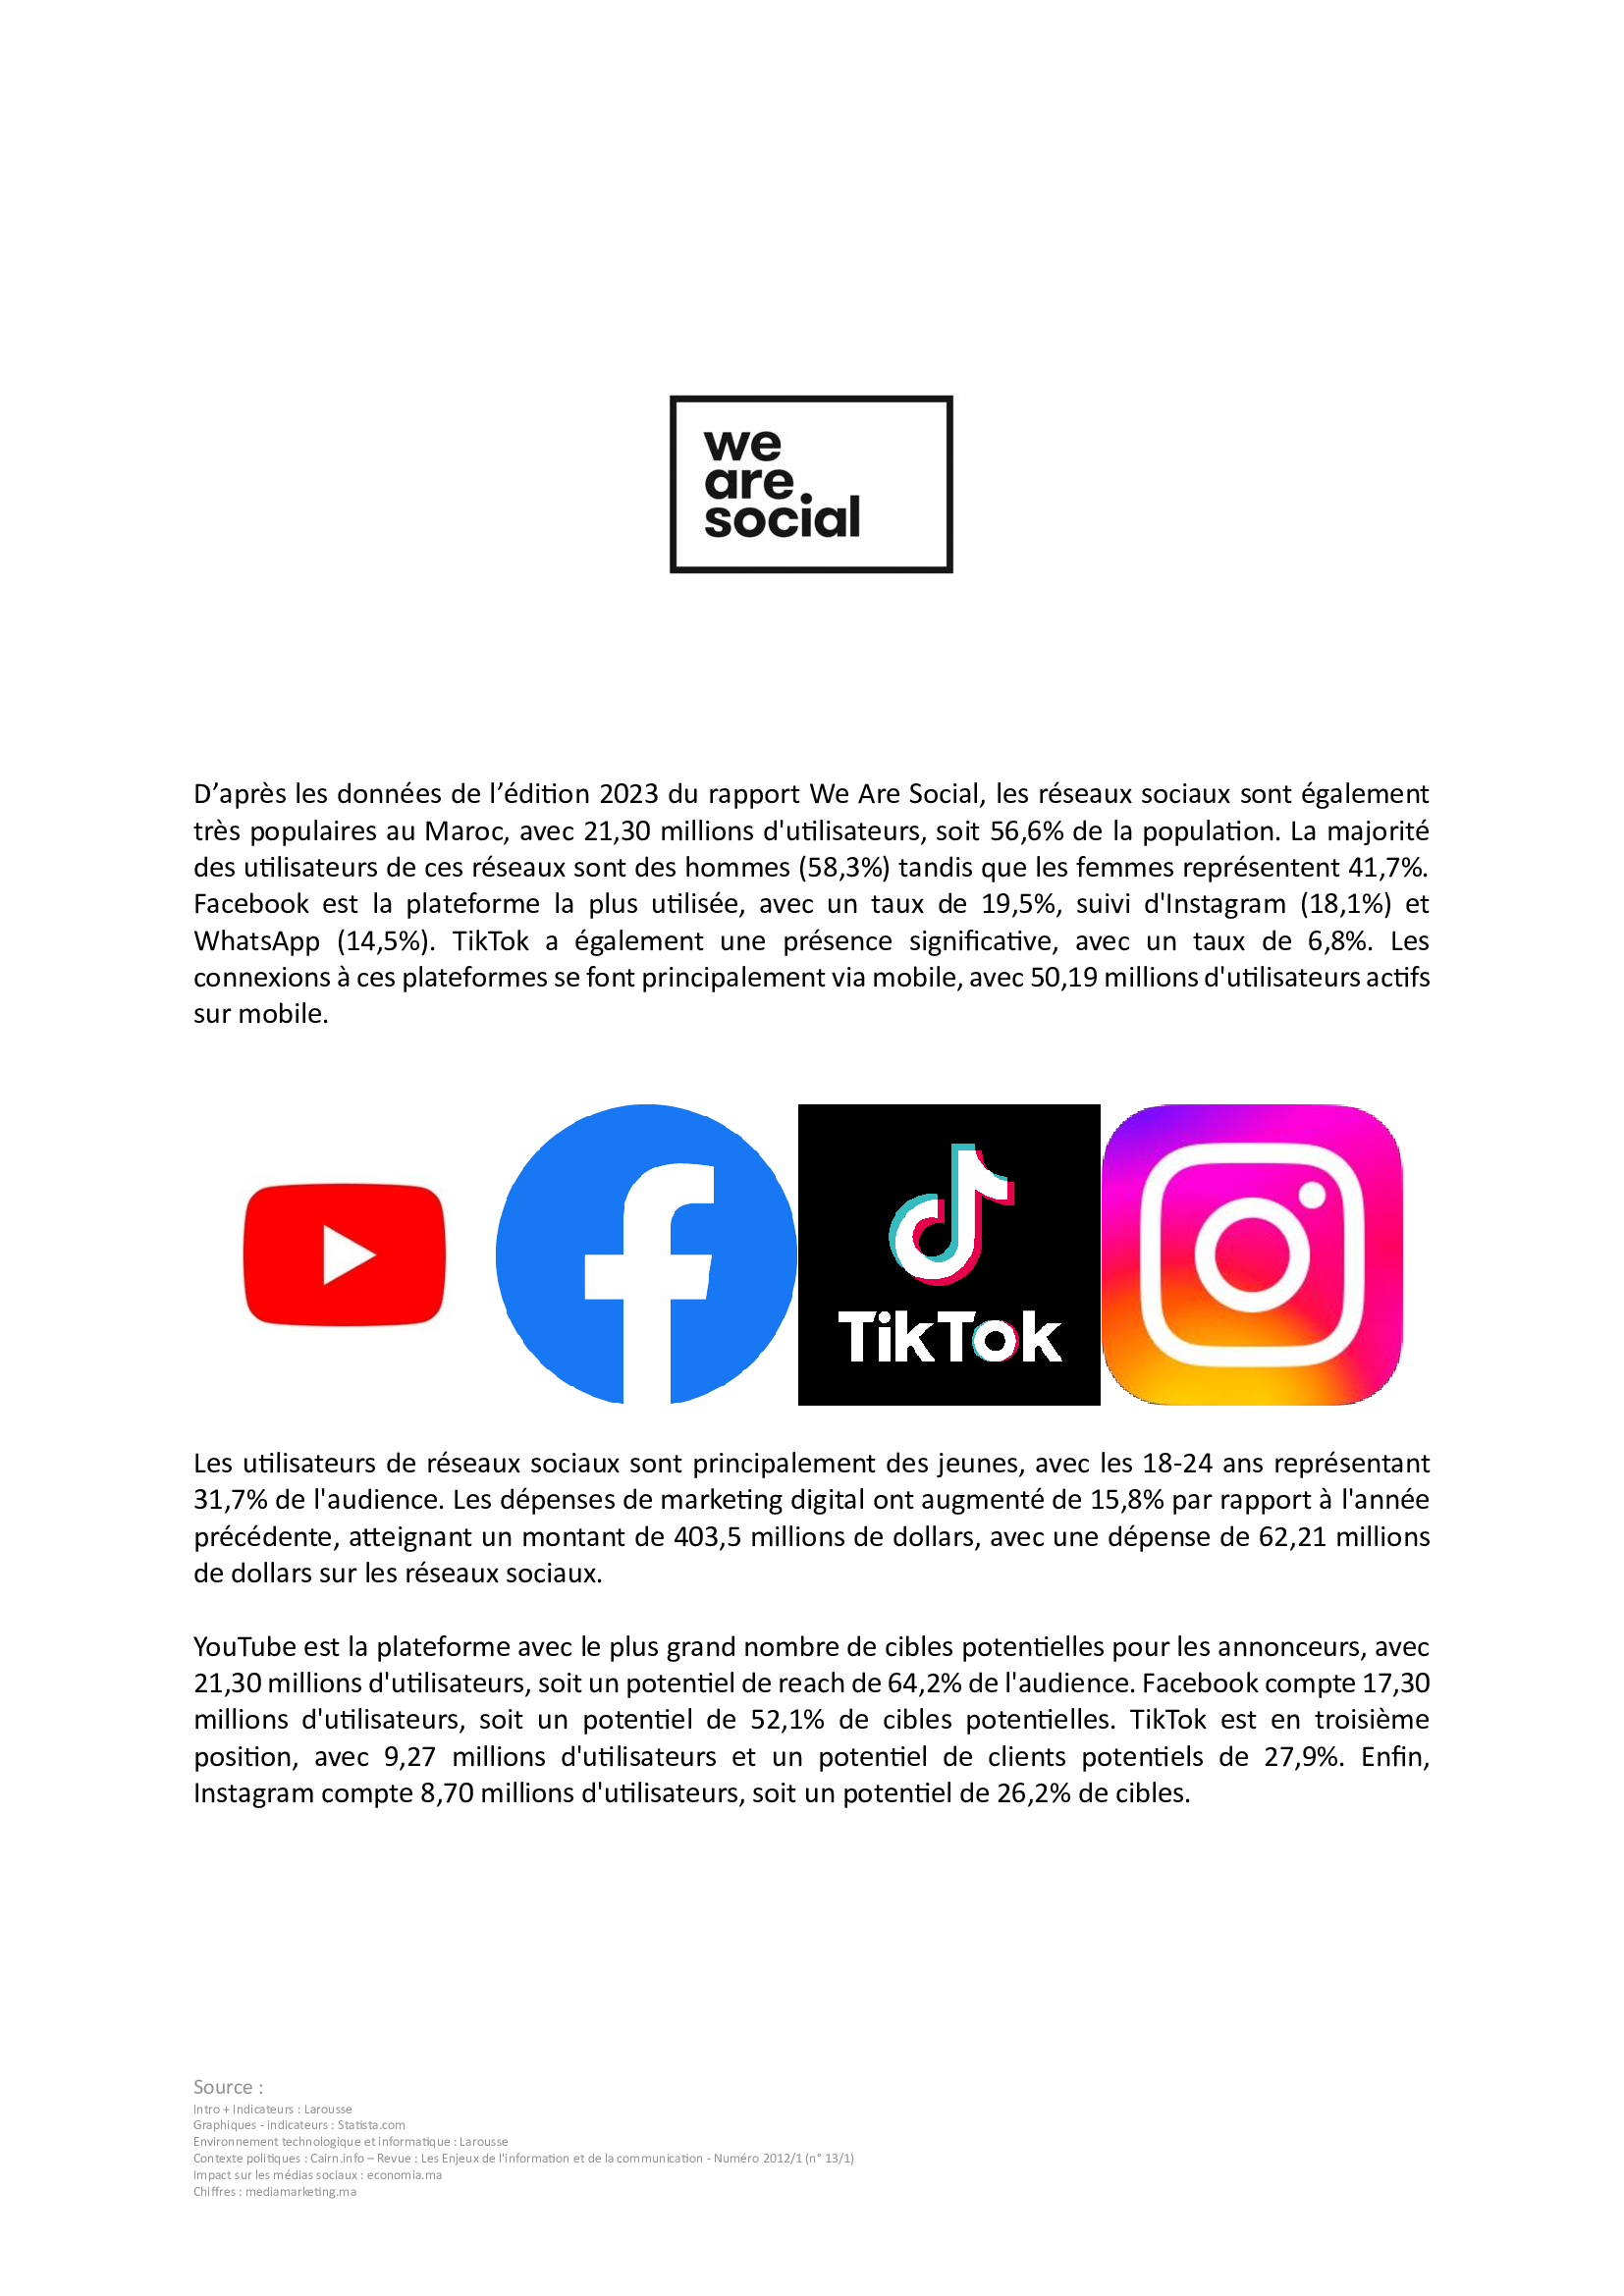 we
are
social
D’après les données de l’édition 2023 du rapport We Are Social, les réseaux sociaux sont également
très populaires au Maroc, avec 21,30 millions d'utilisateurs, soit 56,6% de la population. La majorité
des utilisateurs de ces réseaux sont des hommes (58,3%) tandis que les femmes représentent 41,7%.
Facebook est la plateforme la plus utilisée, avec un taux de 19,5%, suivi d'Instagram (18,1%) et
WhatsApp (14,5%). TikTok a également une présence significative, avec un taux de 6,8%. Les
connexions à ces plateformes se font principalement via mobile, avec 50,19 millions d'utilisateurs actifs
sur mobile.
TikTok
Les utilisateurs de réseaux sociaux sont principalement des jeunes, avec les 18-24 ans représentant
31,7% de l'audience. Les dépenses de marketing digital ont augmenté de 15,8% par rapport à l'année
précédente, atteignant un montant de 403,5 millions de dollars, avec une dépense de 62,21 millions
de dollars sur les réseaux sociaux.
YouTube est la plateforme avec le plus grand nombre de cibles potentielles pour les annonceurs, avec
21,30 millions d'utilisateurs, soit un potentiel de reach de 64,2% de l'audience. Facebook compte 17,30
millions d'utilisateurs, soit un potentiel de 52,1% de cibles potentielles. TikTok est en troisième
position, avec 9,27 millions d'utilisateurs et un potentiel de clients potentiels de 27,9%. Enfin,
Instagram compte 8,70 millions d'utilisateurs, soit un potentiel de 26,2% de cibles.
Source :
Intro + Indicateurs : Larousse
Graphiques - indicateurs : Statista.com
Environnement technologique et informatique : Larousse
Contexte politiques : Cairn.info – Revue : Les Enjeux de l'information et de la communication - Numéro 2012/1 (n° 13/1)
Impact sur les médias sociaux : economia.ma
Chiffres : mediamarketing.ma